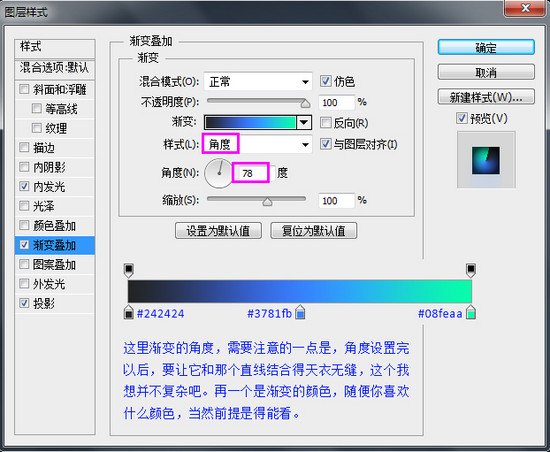 图层样式
样式
混合选项:默认
斜面和浮雕
等高线
纹理
描边
内阴影
内发光
光泽
颜色叠加
渐变叠加
图案叠加
外发光
投影
渐变叠加
渐变
混合模式(O): 正常 仿色
不透明度(P): 100 %
渐变: 反向(R)
样式(L): 角度 与图层对齐(I)
角度(N): 78 度
缩放(S): 100 %
设置为默认值 复位为默认值
#242424 #3781fb #08feaa
这里渐变的角度，需要注意的一点是，角度设置完
以后，要让它和那个直线结合得天衣无缝，这个我
想并不复杂吧。再一个是渐变的颜色，随便你喜欢
什么颜色，当然前提是得能看。
确定
取消
新建样式(W)...
预览(V)